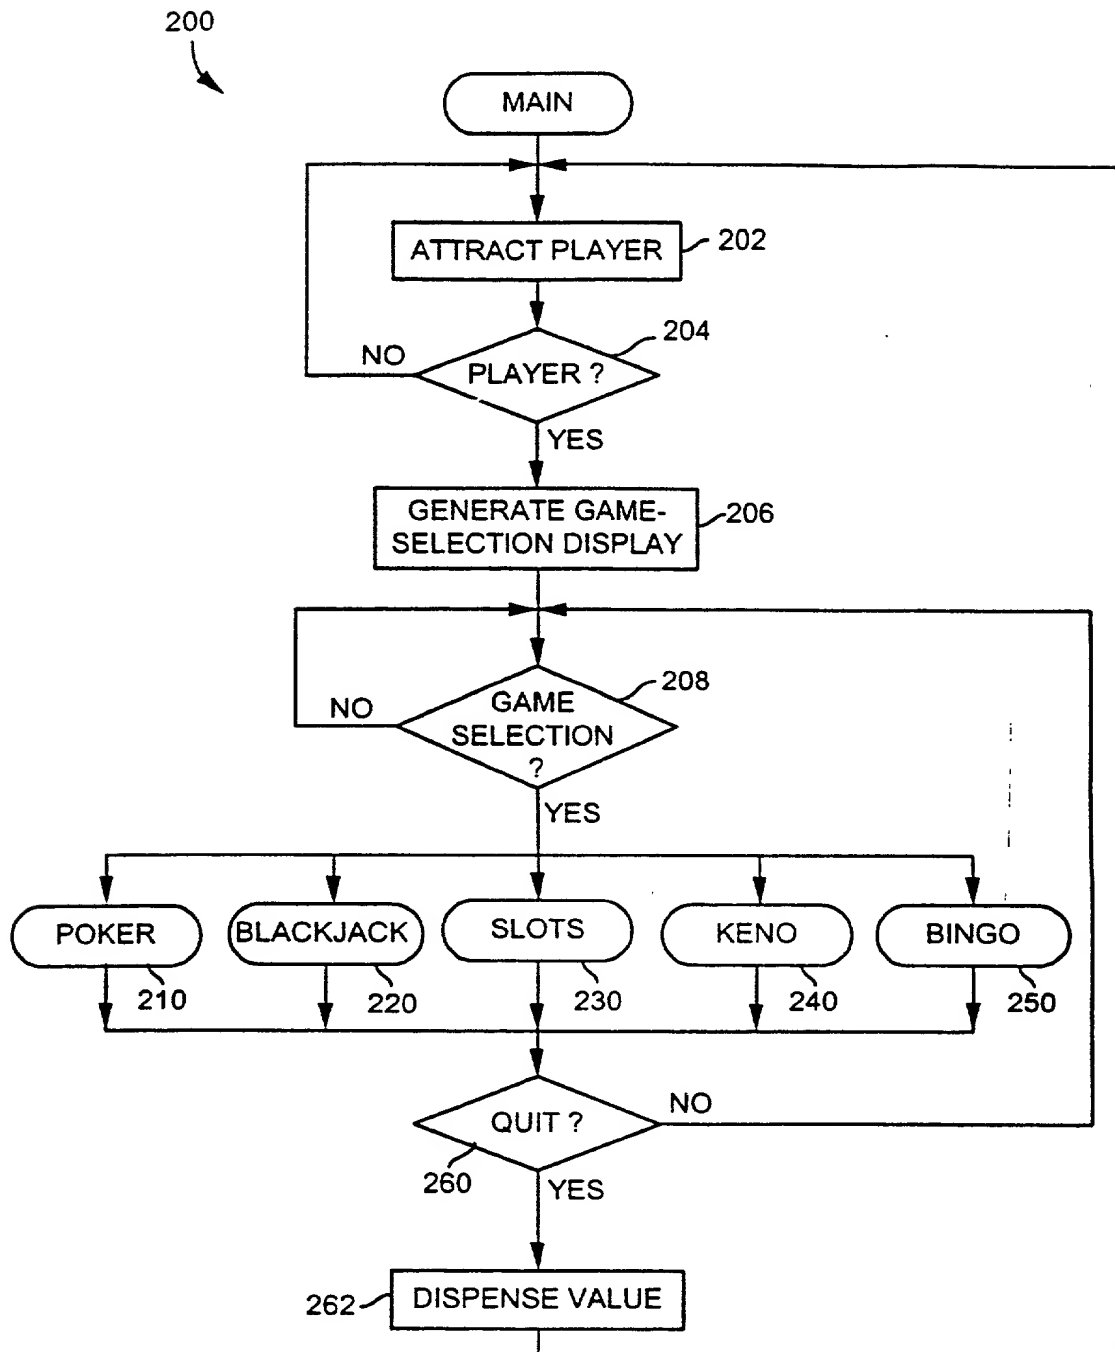 200
MAIN
ATTRACT PLAYER
202
204
NO
PLAYER ?
YES
GENERATE GAME-
SELECTION DISPLAY
206
208
NO
GAME
SELECTION
?
YES
POKER
BLACKJACK
SLOTS
KENO
BINGO
210
220
230
240
250
QUIT ?
NO
260
YES
262
DISPENSE VALUE